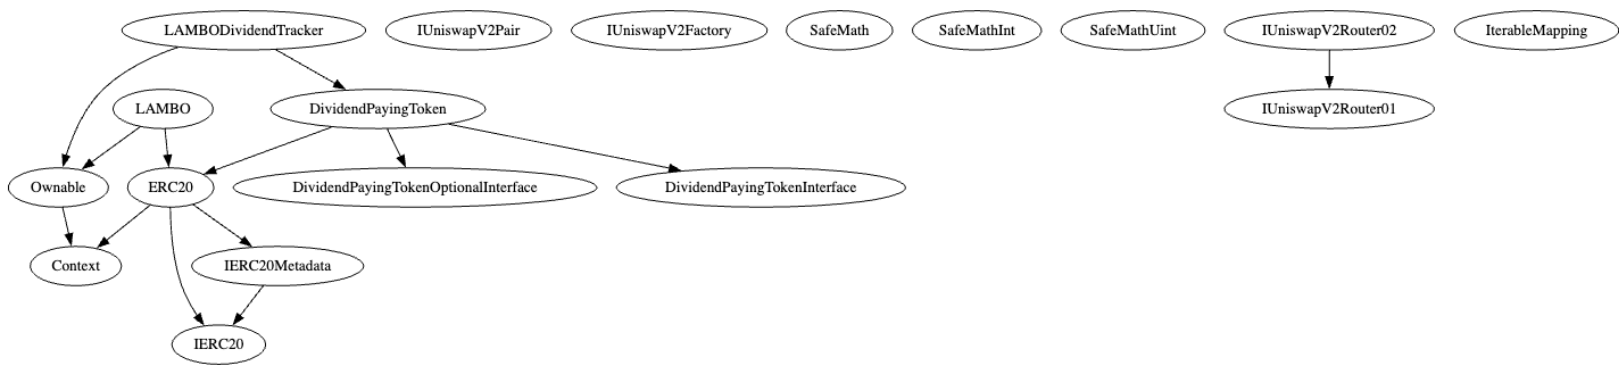 LAMBODividendTracker
IUniswapV2Pair
IUniswapV2Factory
SafeMath
SafeMathInt
SafeMathUint
IUniswapV2Router02
IterableMapping
LAMBO
DividendPayingToken
IUniswapV2Router01
Ownable
ERC20
DividendPayingTokenOptionalInterface
DividendPayingTokenInterface
Context
IERC20Metadata
IERC20